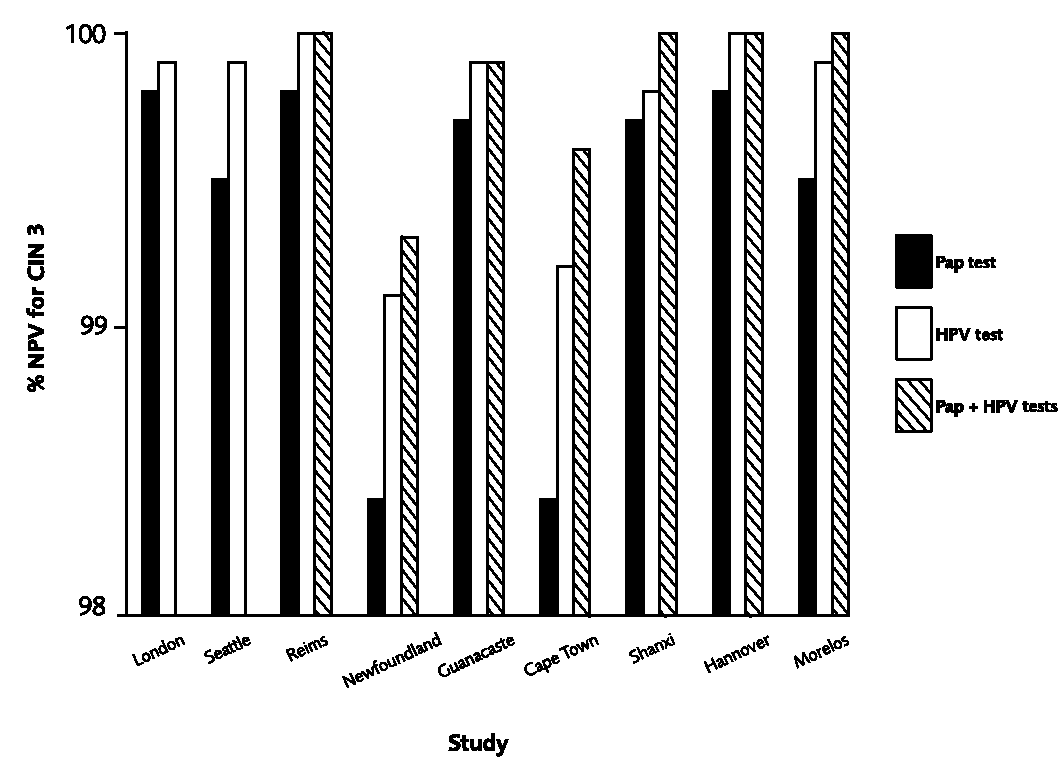 100
99
98
% NPV for CIN 3
London
Seattle
Reims
Newfoundland
Guanacaste
Cape Town
Shanxi
Hannover
Morelos
Study
Pap test
HPV test
Pap + HPV tests